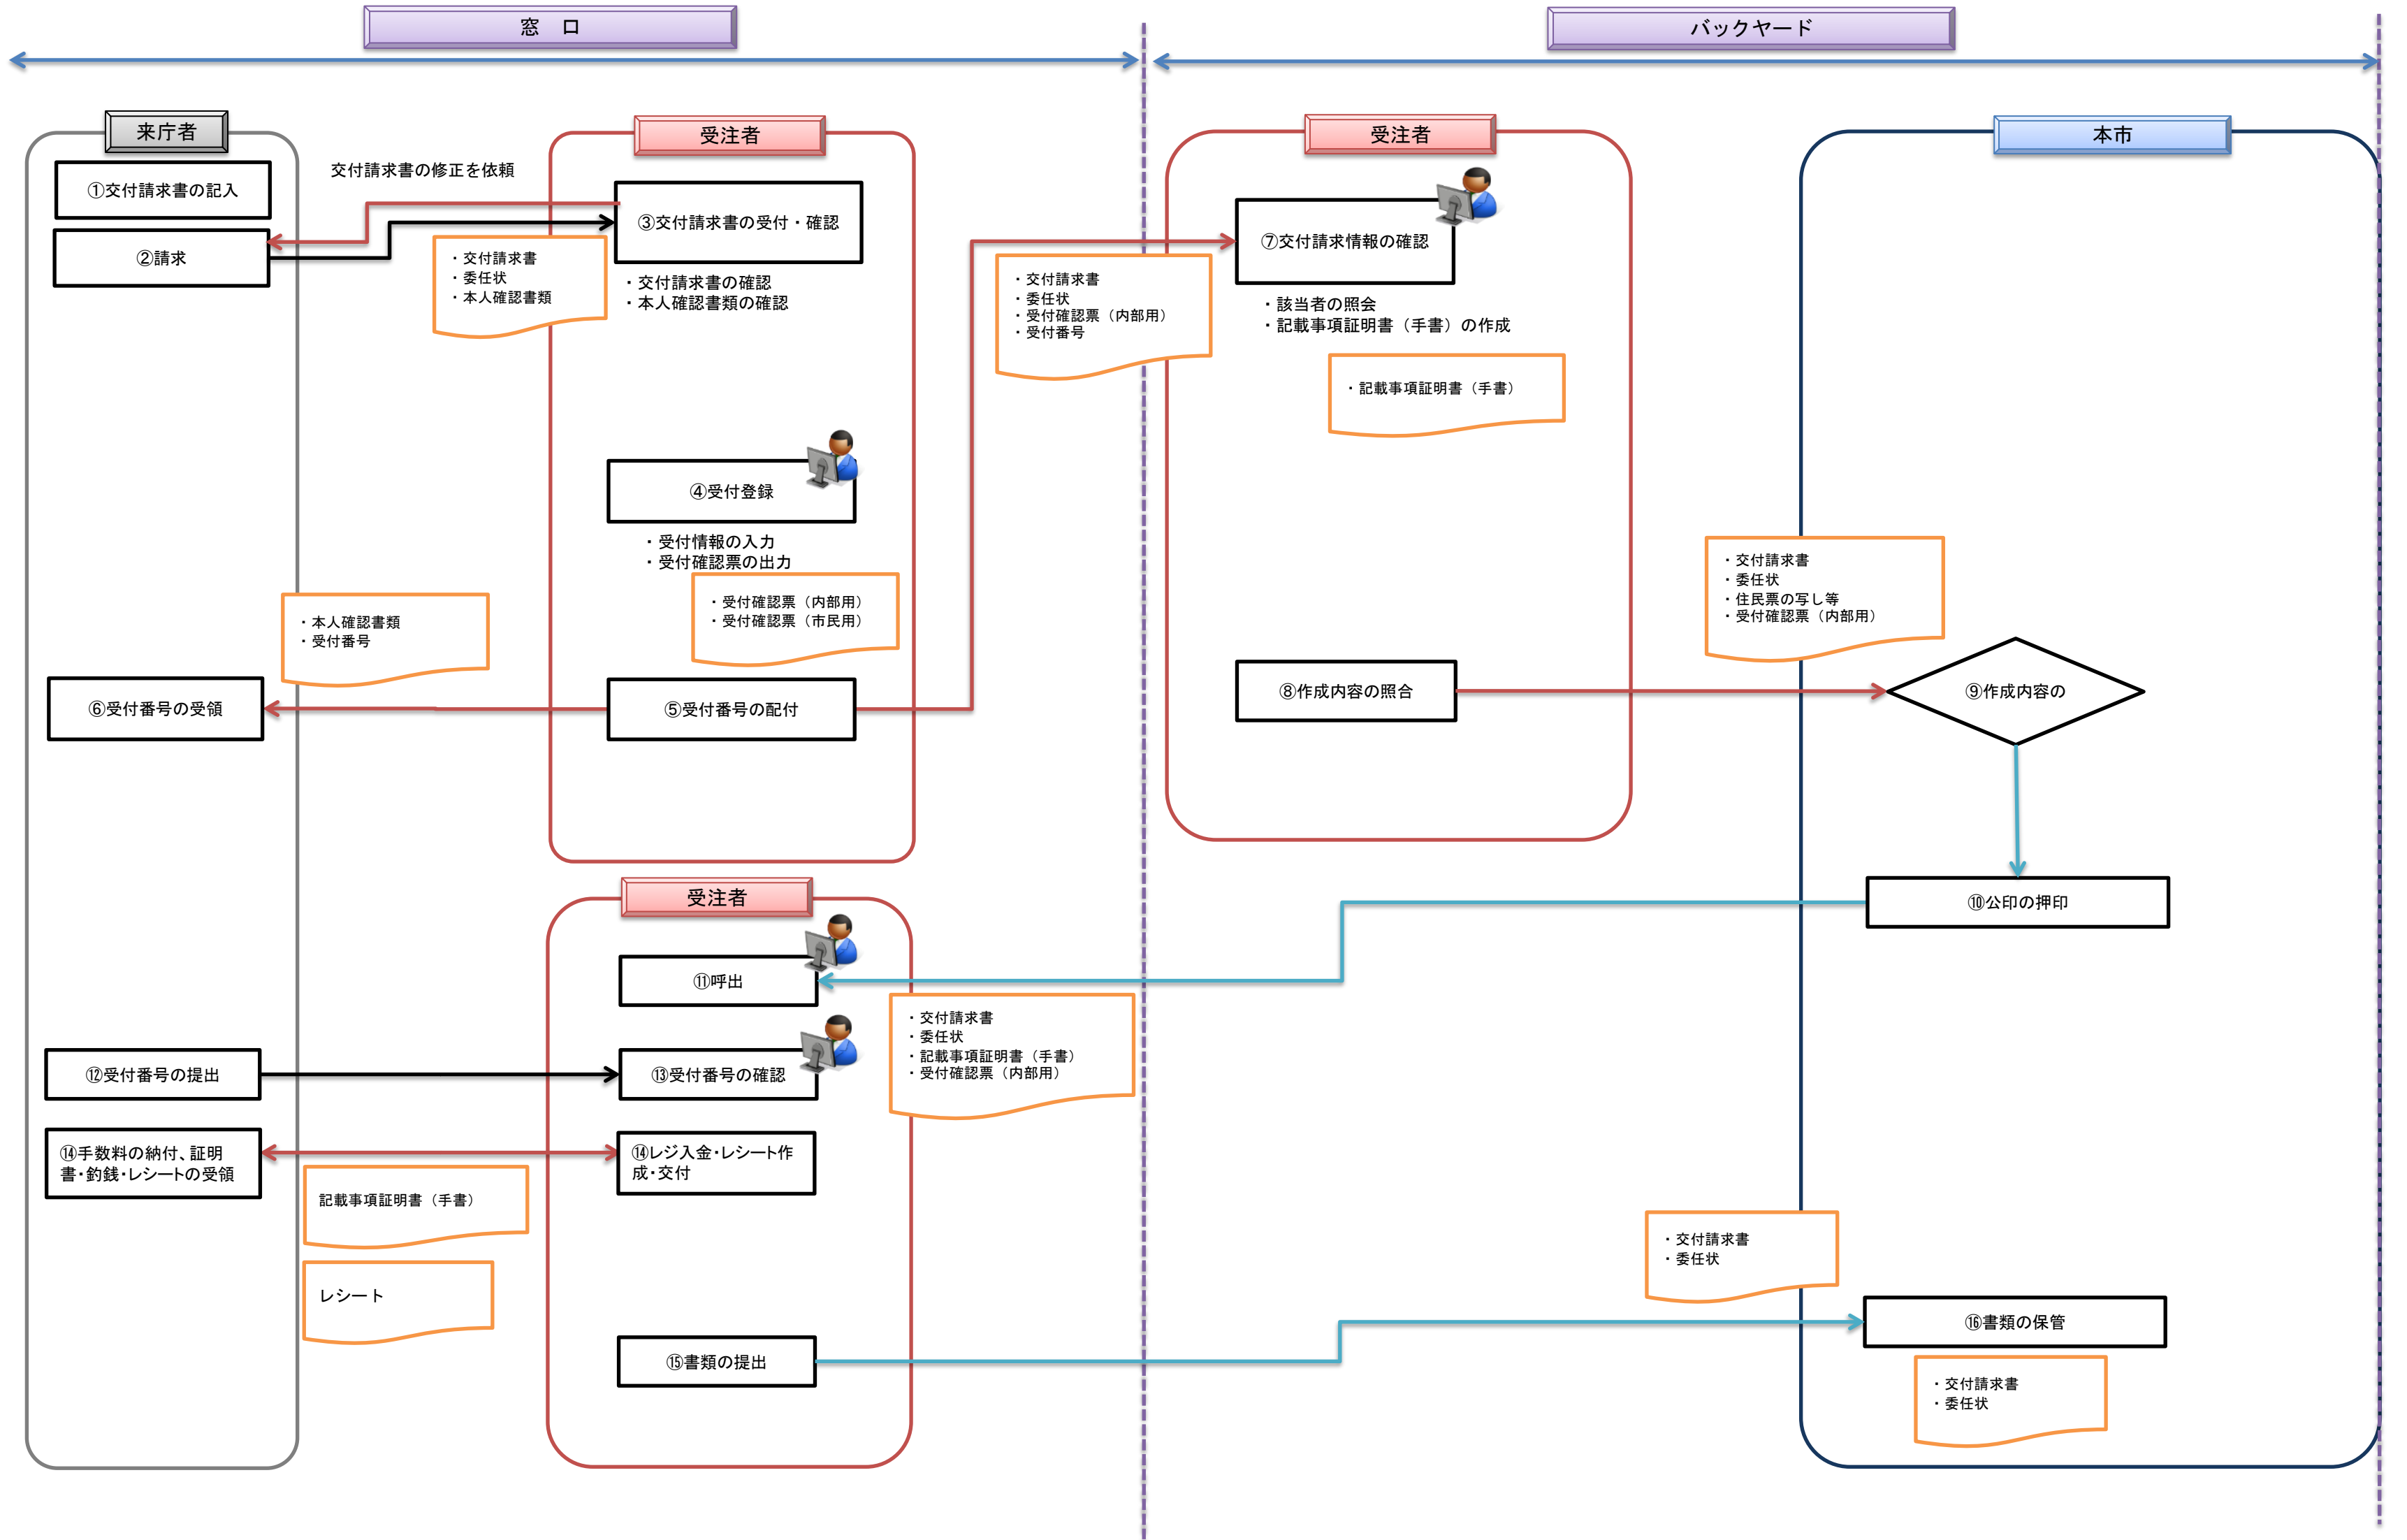 窓　口
バックヤード
来庁者
受注者
受注者
本市
①交付請求書の記入
交付請求書の修正を依頼
②請求
③交付請求書の受付・確認
・交付請求書
・委任状
・本人確認書類
・交付請求書の確認
・本人確認書類の確認
⑦交付請求情報の確認
・交付請求書
・委任状
・受付確認票（内部用）
・受付番号
・該当者の照会
・記載事項証明書（手書）の作成
・記載事項証明書（手書）
④受付登録
・受付情報の入力
・受付確認票の出力
・受付確認票（内部用）
・受付確認票（市民用）
・本人確認書類
・受付番号
⑥受付番号の受領
⑤受付番号の配付
・交付請求書
・委任状
・住民票の写し等
・受付確認票（内部用）
⑧作成内容の照合
⑨作成内容の
⑩公印の押印
受注者
⑪呼出
・交付請求書
・委任状
・記載事項証明書（手書）
・受付確認票（内部用）
⑫受付番号の提出
⑬受付番号の確認
⑭手数料の納付、証明
書・釣銭・レシートの受領
⑭レジ入金・レシート作
成・交付
記載事項証明書（手書）
レシート
・交付請求書
・委任状
⑮書類の提出
⑯書類の保管
・交付請求書
・委任状